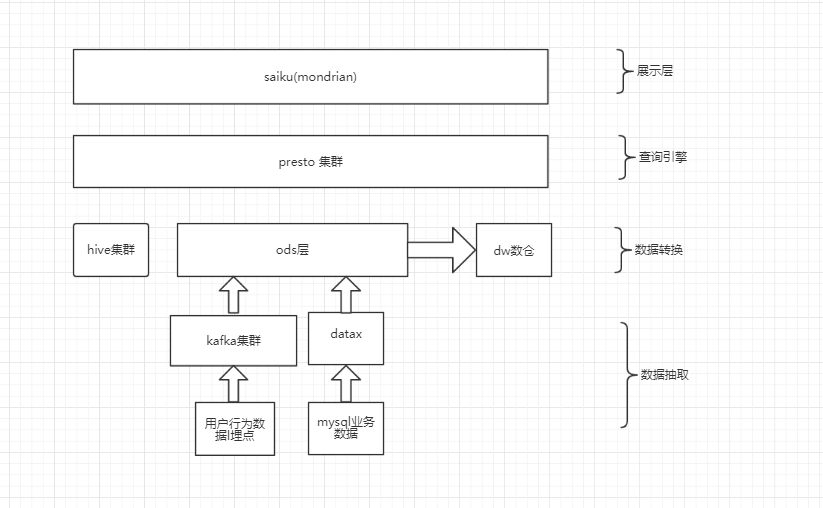 saiku(mondrian)
展示层
presto 集群
查询引擎
hive集群
ods层
dw数仓
数据转换
kafka集群
datax
数据抽取
用户行为数
据|埋点
mysql业务
数据